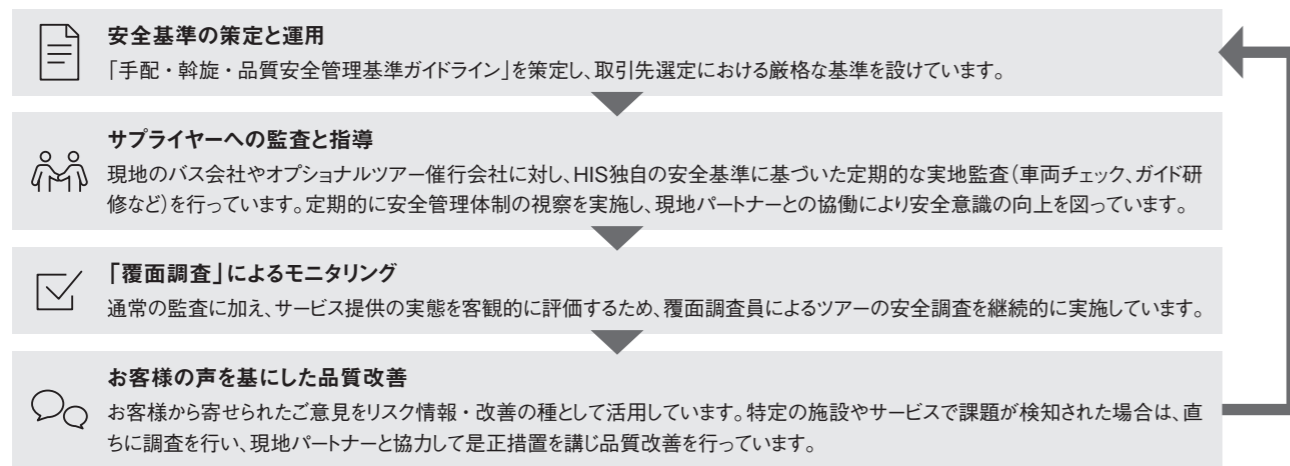 安全基準の策定と運用
「手配・斡旋・品質安全管理基準ガイドライン」を策定し、取引先選定における厳格な基準を設けています。
サプライヤーへの監査と指導
現地のバス会社やオプショナルツアー催行会社に対し、HIS独自の安全基準に基づいた定期的な実地監査(車両チェック、ガイド研
修など)を行っています。定期的に安全管理体制の視察を実施し、現地パートナーとの協働により安全意識の向上を図っています。
「覆面調査」によるモニタリング
通常の監査に加え、サービス提供の実態を客観的に評価するため、覆面調査員によるツアーの安全調査を継続的に実施しています。
お客様の声を基にした品質改善
お客様から寄せられたご意見をリスク情報・改善の種として活用しています。特定の施設やサービスで課題が検知された場合は、直
ちに調査を行い、現地パートナーと協力して是正措置を講じ品質改善を行っています。